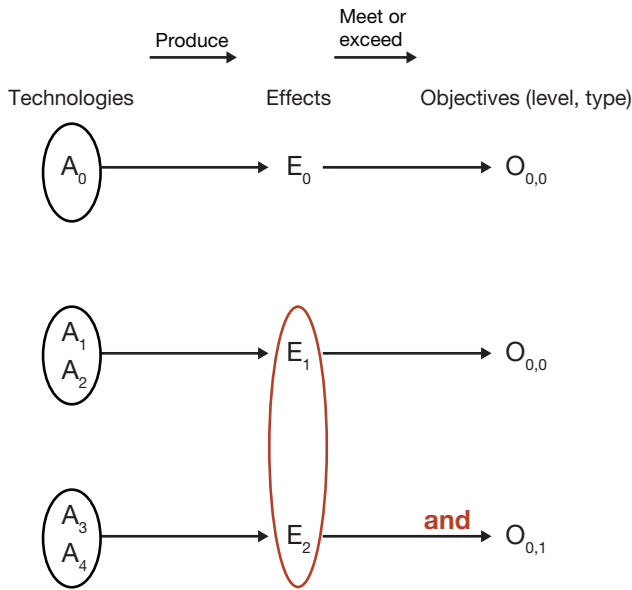 Produce
Meet or
exceed
Technologies Effects Objectives (level, type)
A₀ E₀ O₀,₀
A₁
A₂
E₁ O₀,₀
A₃
A₄
E₂ and O₀,₁